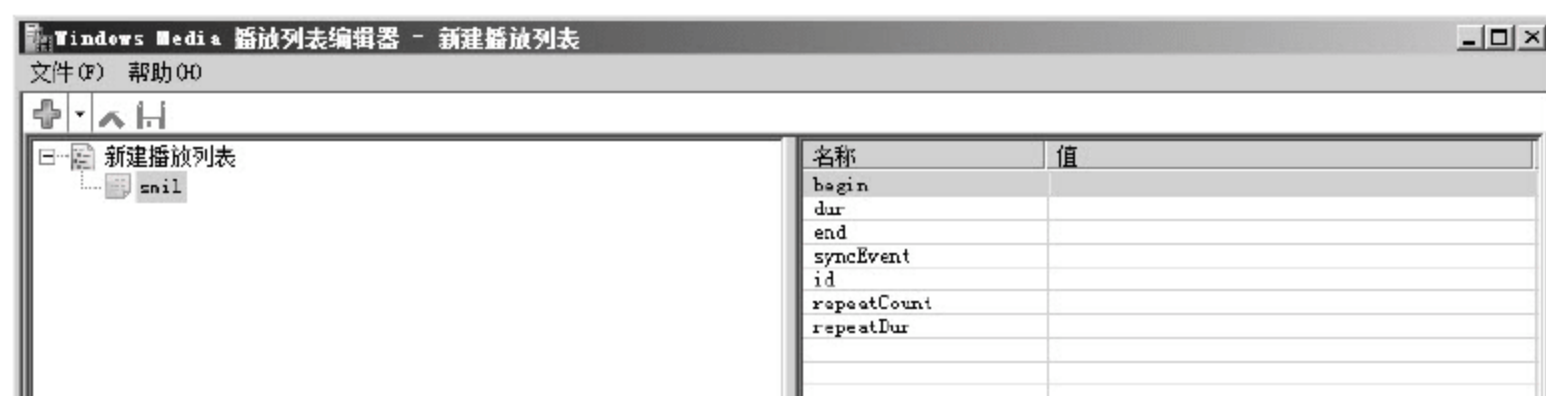 Windows Media 播放列表编辑器 - 新建播放列表
文件(F) 帮助(H)
新建播放列表
smil
名称 值
begin
dur
end
syncEvent
id
repeatCount
repeatDur